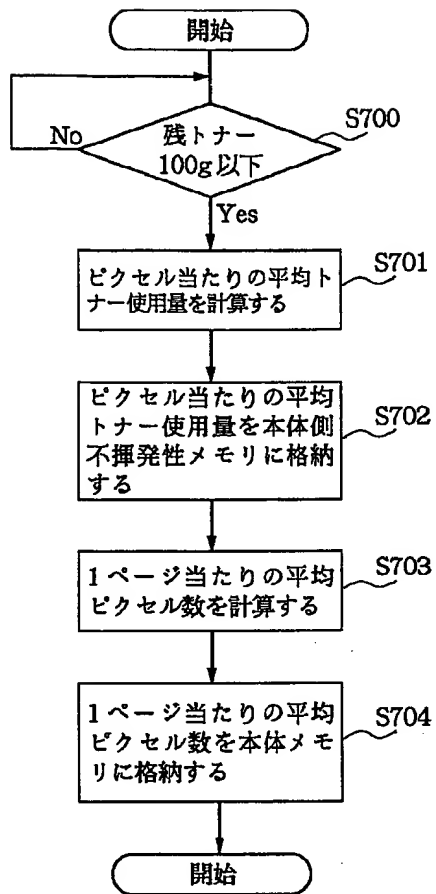 開始
S700
No
残トナー
100g以下
Yes
S701
ピクセル当たりの平均ト
ナー使用量を計算する
S702
ピクセル当たりの平均
トナー使用量を本体側
不揮発性メモリに格納
する
S703
1ページ当たりの平均
ピクセル数を計算する
S704
1ページ当たりの平均
ピクセル数を本体メモ
リに格納する
開始